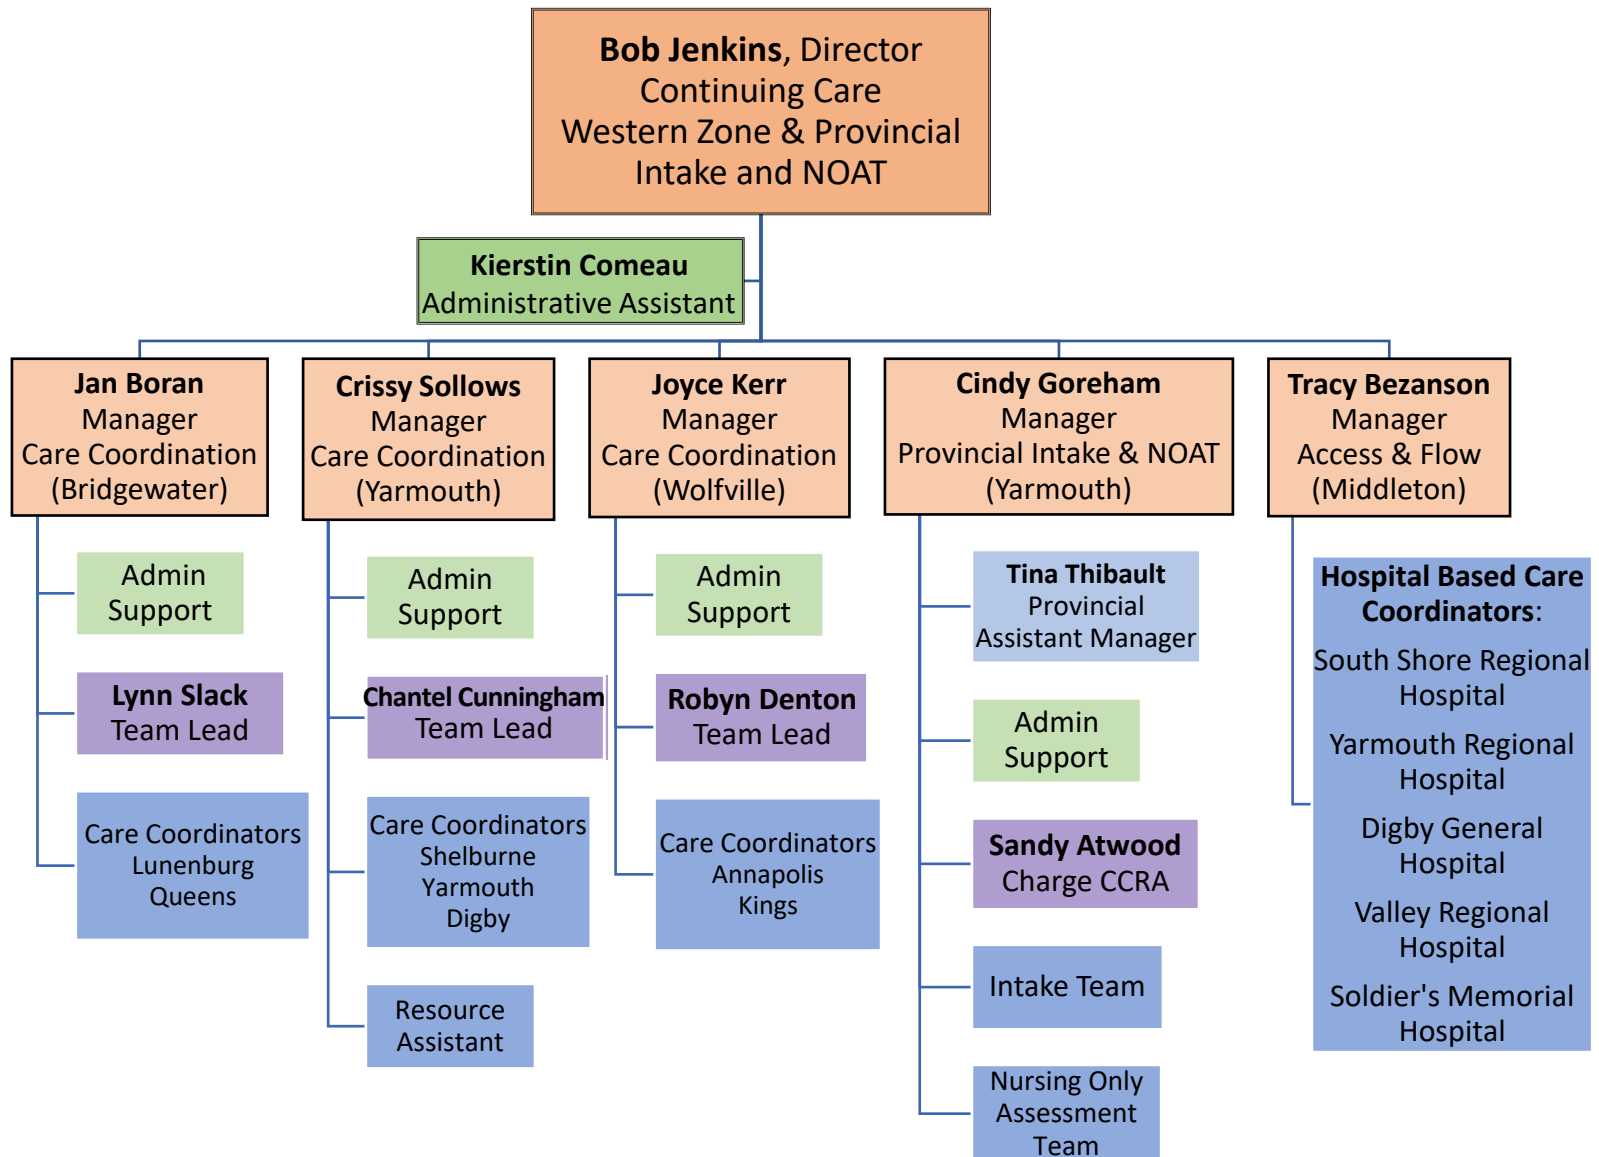 Bob Jenkins, Director
Continuing Care
Western Zone & Provincial
Intake and NOAT
Kierstin Comeau
Administrative Assistant
Jan Boran
Manager
Care Coordination
(Bridgewater)
Admin
Support
Lynn Slack
Team Lead
Care Coordinators
Lunenburg
Queens
Crissy Sollows
Manager
Care Coordination
(Yarmouth)
Admin
Support
Chantel Cunningham
Team Lead
Care Coordinators
Shelburne
Yarmouth
Digby
Resource
Assistant
Joyce Kerr
Manager
Care Coordination
(Wolfville)
Admin
Support
Robyn Denton
Team Lead
Care Coordinators
Annapolis
Kings
Cindy Goreham
Manager
Provincial Intake & NOAT
(Yarmouth)
Tina Thibault
Provincial
Assistant Manager
Admin
Support
Sandy Atwood
Charge CCRA
Intake Team
Nursing Only
Assessment
Team
Tracy Bezanson
Manager
Access & Flow
(Middleton)
Hospital Based Care
Coordinators:
South Shore Regional
Hospital
Yarmouth Regional
Hospital
Digby General
Hospital
Valley Regional
Hospital
Soldier's Memorial
Hospital